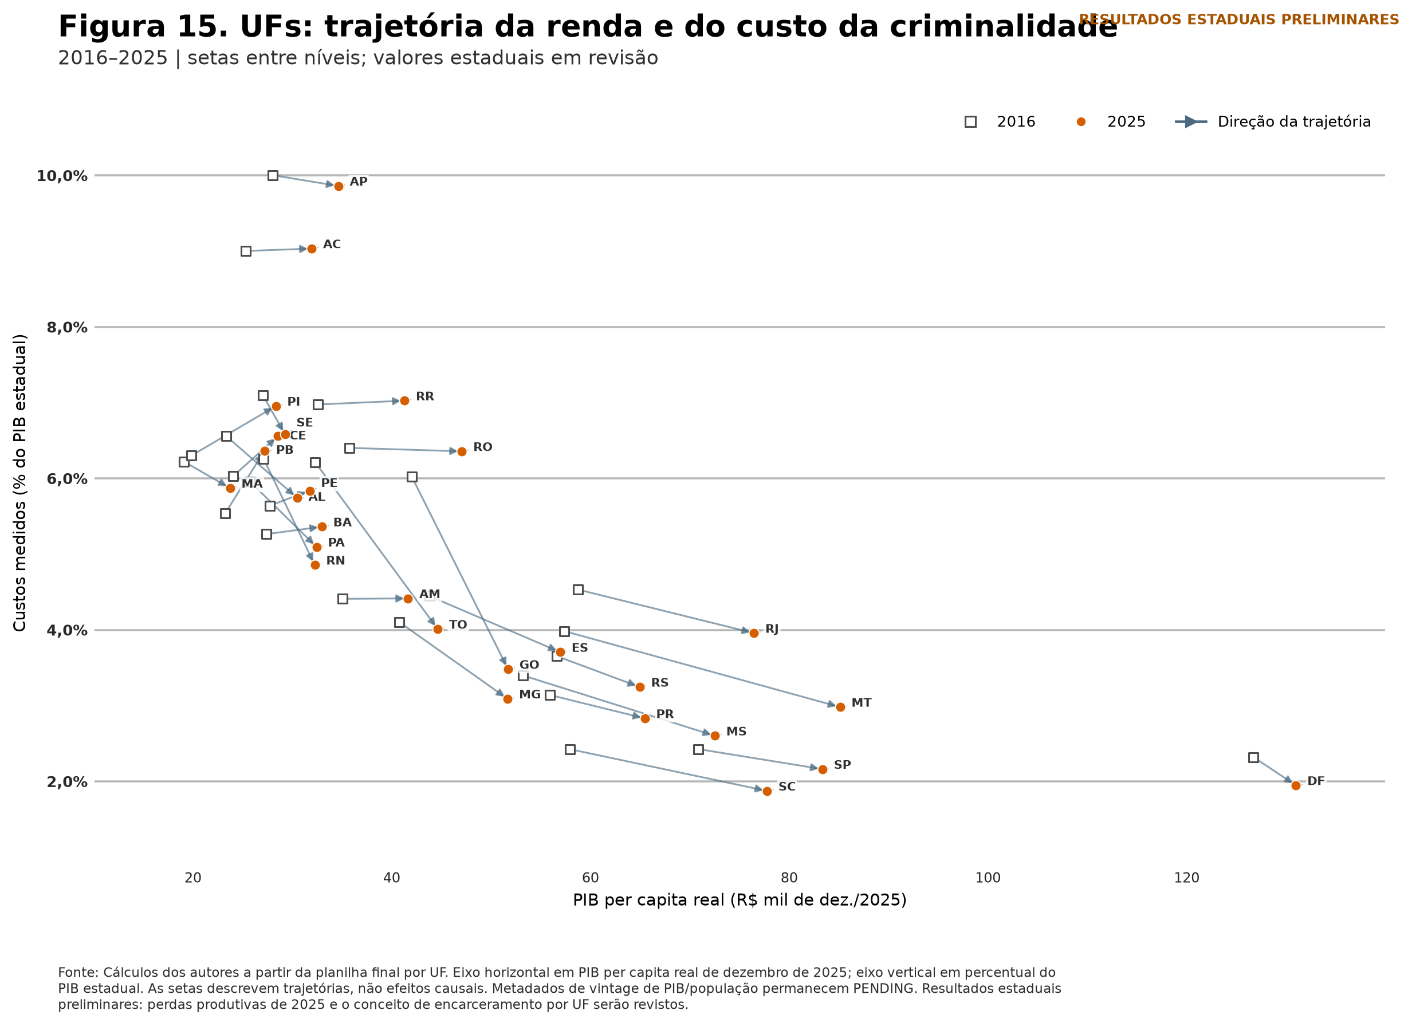 Figura 15. UFs: trajetória da renda e do custo da criminalidade
RESULTADOS ESTADUAIS PRELIMINARES
2016–2025 | setas entre níveis; valores estaduais em revisão
2016
2025
Direção da trajetória
10,0%
8,0%
6,0%
4,0%
2,0%
Custos medidos (% do PIB estadual)
AP
AC
PI
RR
SE
CE
PB
RO
MA
PE
AL
BA
PA
RN
AM
TO
RJ
ES
GO
RS
MG
MT
PR
MS
SP
SC
DF
20
40
60
80
100
120
PIB per capita real (R$ mil de dez./2025)
Fonte: Cálculos dos autores a partir da planilha final por UF. Eixo horizontal em PIB per capita real de dezembro de 2025; eixo vertical em percentual do
PIB estadual. As setas descrevem trajetórias, não efeitos causais. Metadados de vintage de PIB/população permanecem PENDING. Resultados estaduais
preliminares: perdas produtivas de 2025 e o conceito de encarceramento por UF serão revistos.